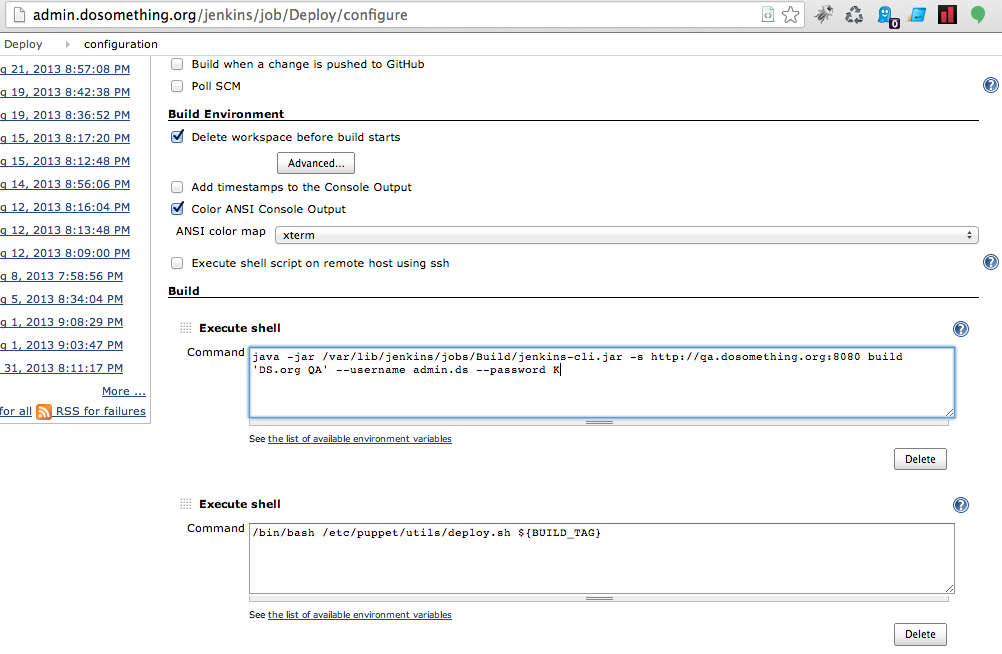 admin.dosomething.org/jenkins/job/Deploy/configure
0
Deploy configuration
g 21, 2013 8:57:08 PM
g 19, 2013 8:42:38 PM
g 19, 2013 8:36:52 PM
g 15, 2013 8:17:20 PM
g 15, 2013 8:12:48 PM
g 14, 2013 8:56:06 PM
g 12, 2013 8:16:04 PM
g 12, 2013 8:13:48 PM
g 12, 2013 8:09:00 PM
g 8, 2013 7:58:56 PM
g 5, 2013 8:34:04 PM
g 1, 2013 9:08:29 PM
g 1, 2013 9:03:47 PM
31, 2013 8:11:17 PM
More ...
for all RSS for failures
Build when a change is pushed to GitHub
Poll SCM
?
Build Environment
Delete workspace before build starts
Advanced...
Add timestamps to the Console Output
Color ANSI Console Output
ANSI color map xterm
Execute shell script on remote host using ssh
?
Build
Execute shell
?
Command
java -jar /var/lib/jenkins/jobs/Build/jenkins-cli.jar -s http://qa.dosomething.org:8080 build
'DS.org QA' --username admin.ds --password K
See the list of available environment variables
Delete
Execute shell
?
Command
/bin/bash /etc/puppet/utils/deploy.sh ${BUILD_TAG}
See the list of available environment variables
Delete